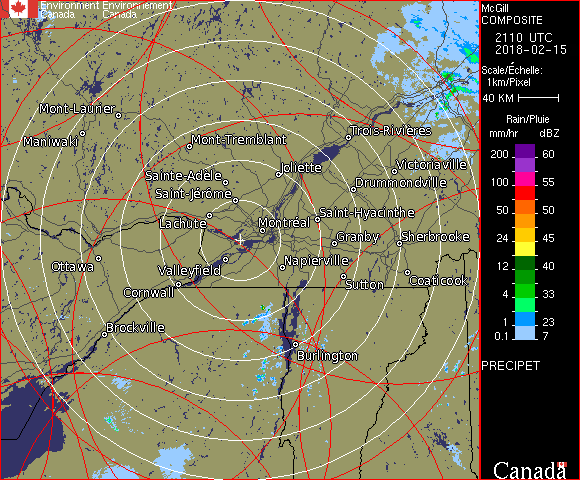 Environment Environnement
Canada Canada
Mont-Laurier
Maniwaki
Mont-Tremblant
Trois-Rivières
Joliette
Victoriaville
Sainte-Adèle
Drummondville
Saint-Jérôme
Lachute
Saint-Hyacinthe
Montréal
Granby
Sherbrooke
Ottawa
Valleyfield
Napierville
Cornwall
Sutton
Coaticook
Brockville
Burlington
McGill
COMPOSITE
2110 UTC
2018-02-15
Scale/Échelle:
1km/Pixel
40 KM
Rain/Pluie
mm/hr dBZ
200 60
57
100 55
50 50
24 45
12 40
4 33
1 23
0.1 7
PRECIPET
Canada